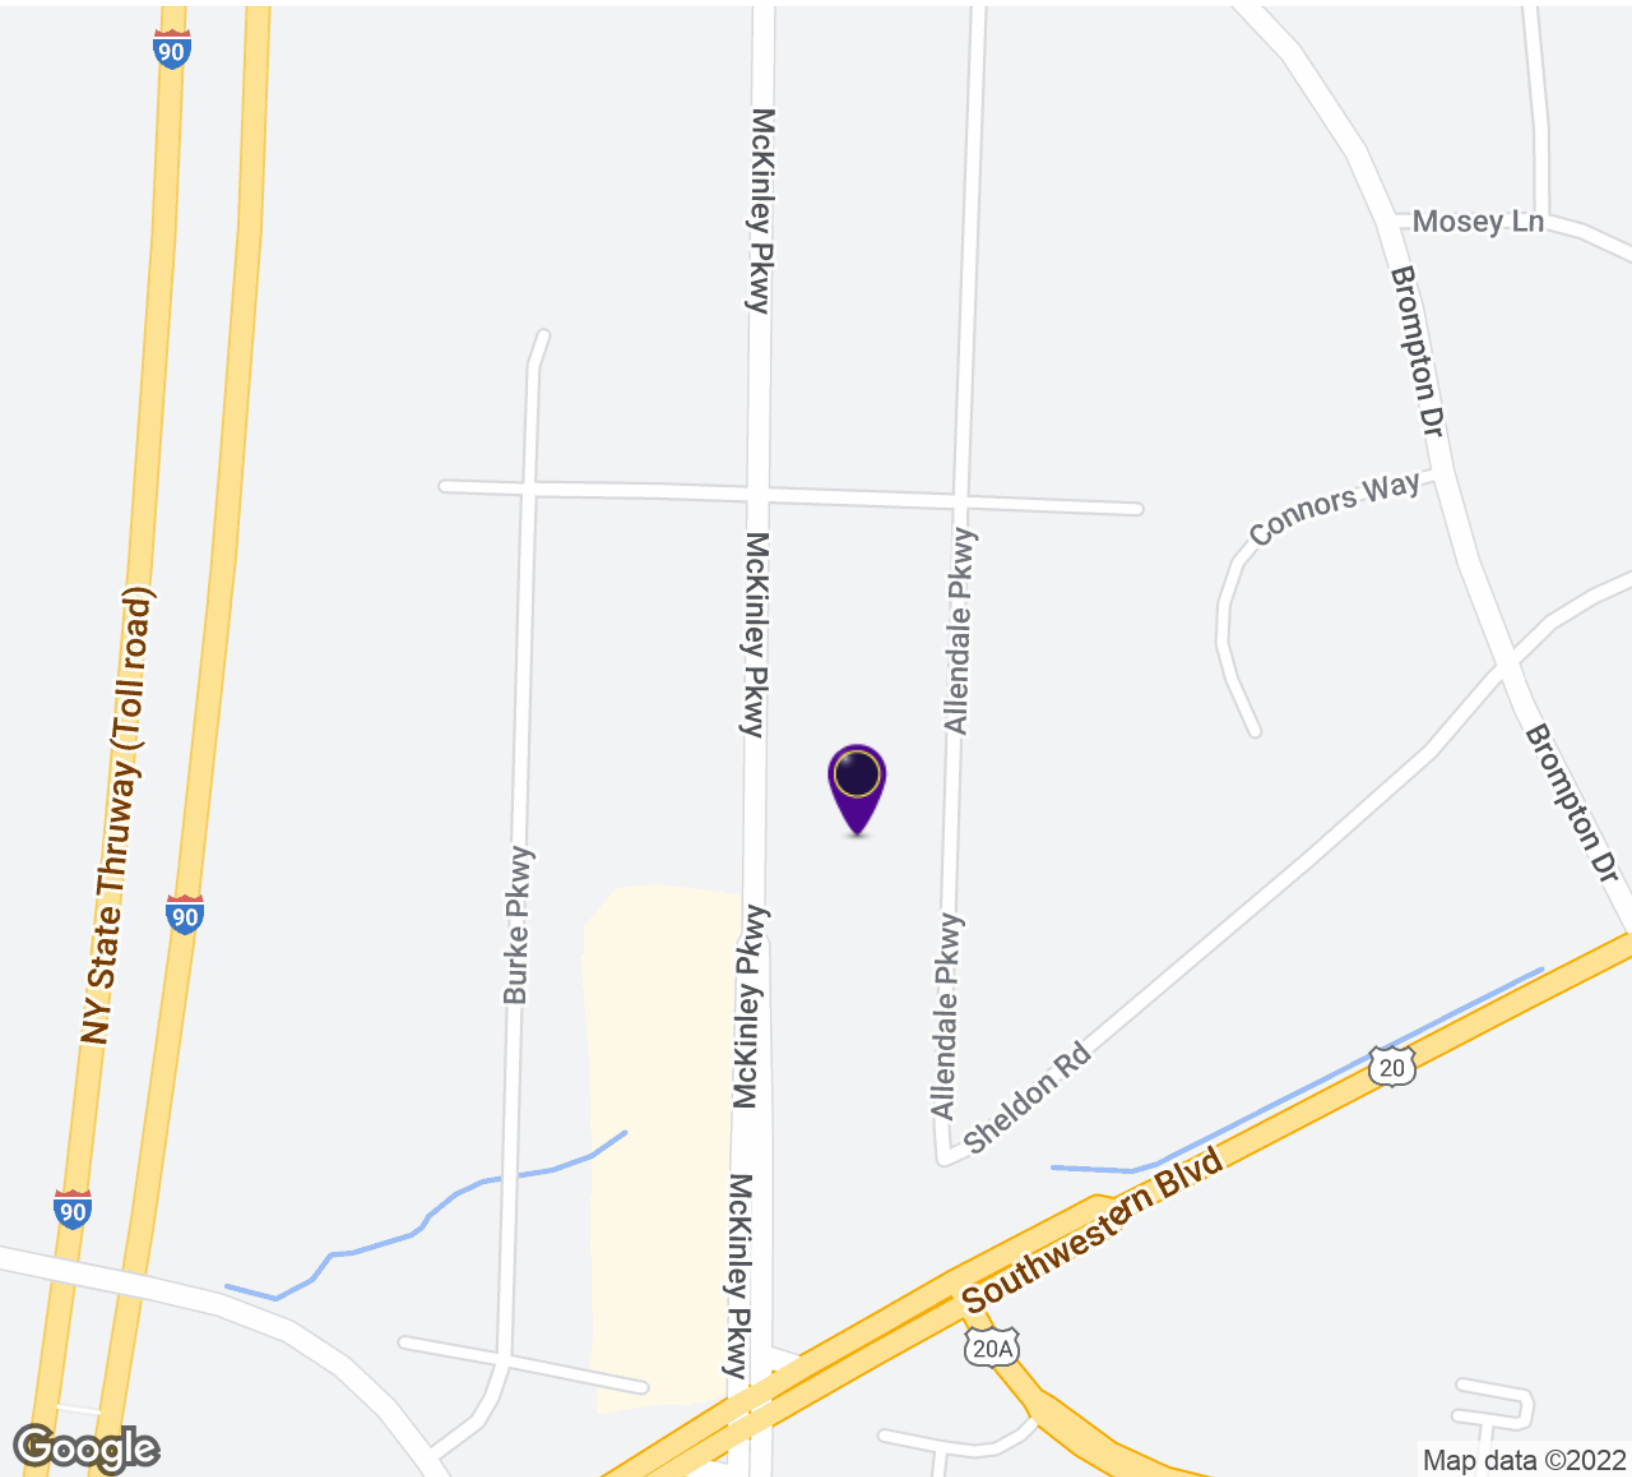 90
McKinley Pkwy
Mosey Ln
Brompton Dr
Connors Way
McKinley Pkwy
Allendale Pkwy
NY State Thruway (Toll road)
Brompton Dr
Burke Pkwy
90
McKinley Pkwy
Allendale Pkwy
Sheldon Rd
20
Southwestern Blvd
McKinley Pkwy
90
20A
Google
Map data ©2022